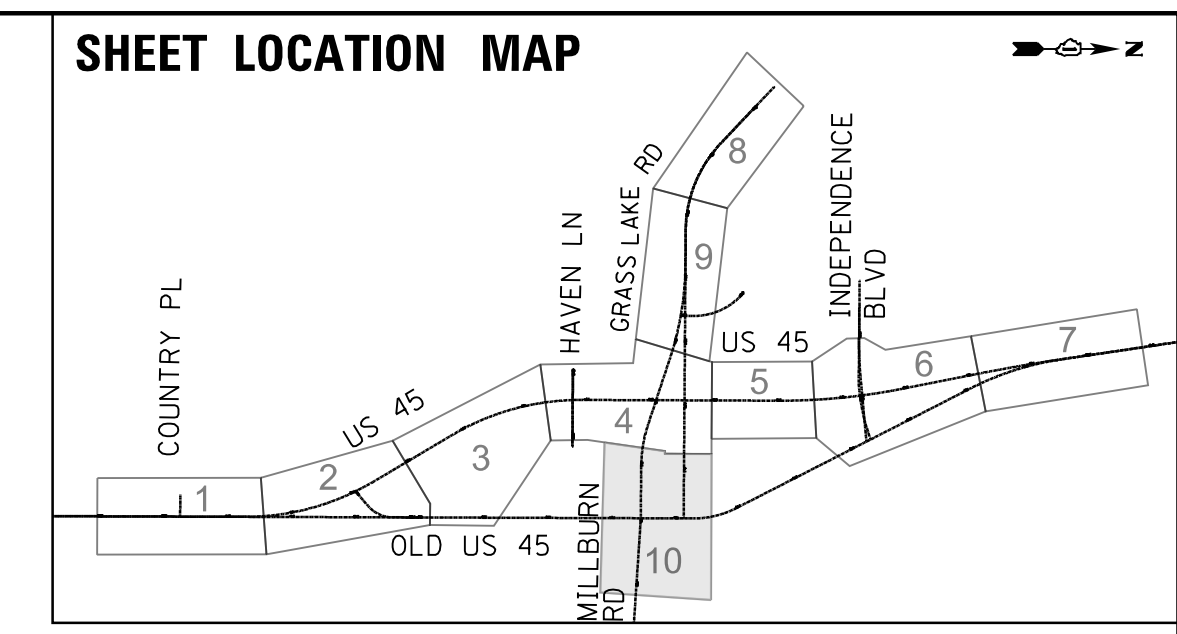 SHEET LOCATION MAP
N
8
GRASS LAKE RD
INDEPENDENCE
BLVD
9
HAVEN LN
COUNTRY PL
US 45
7
6
5
US 45
4
3
2
1
OLD US 45
MILLBURN
RD
10